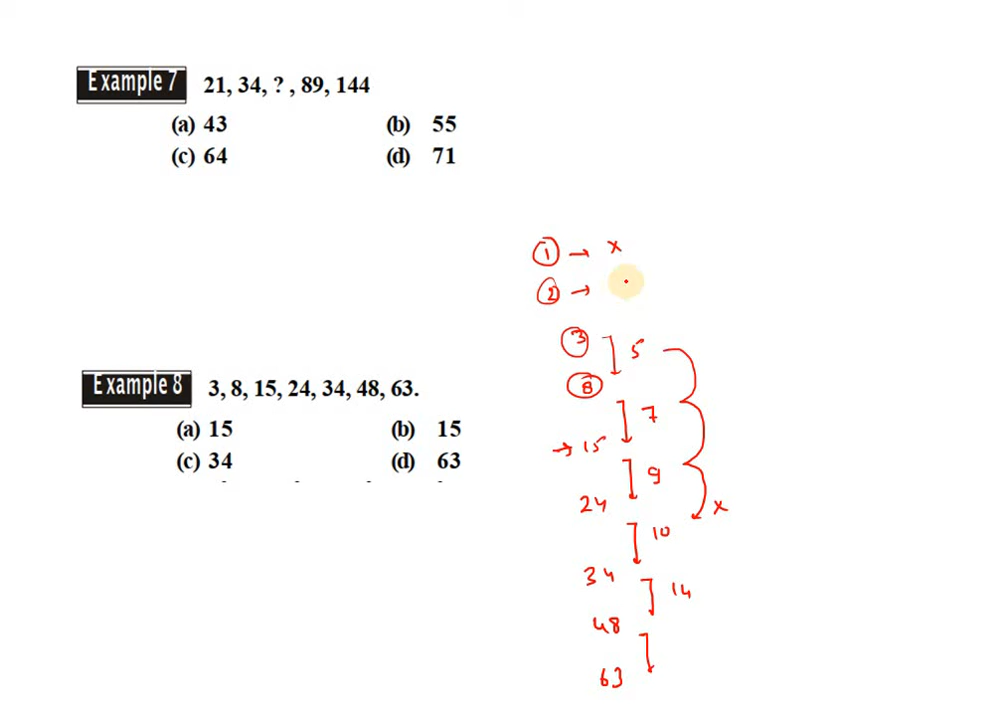 Example 7 21, 34, ? , 89, 144
(a) 43 (b) 55
(c) 64 (d) 71
1 → x
2 →
3
5
8
7
→ 15
9
24
x
10
34
14
48
63
Example 8 3, 8, 15, 24, 34, 48, 63.
(a) 15 (b) 15
(c) 34 (d) 63